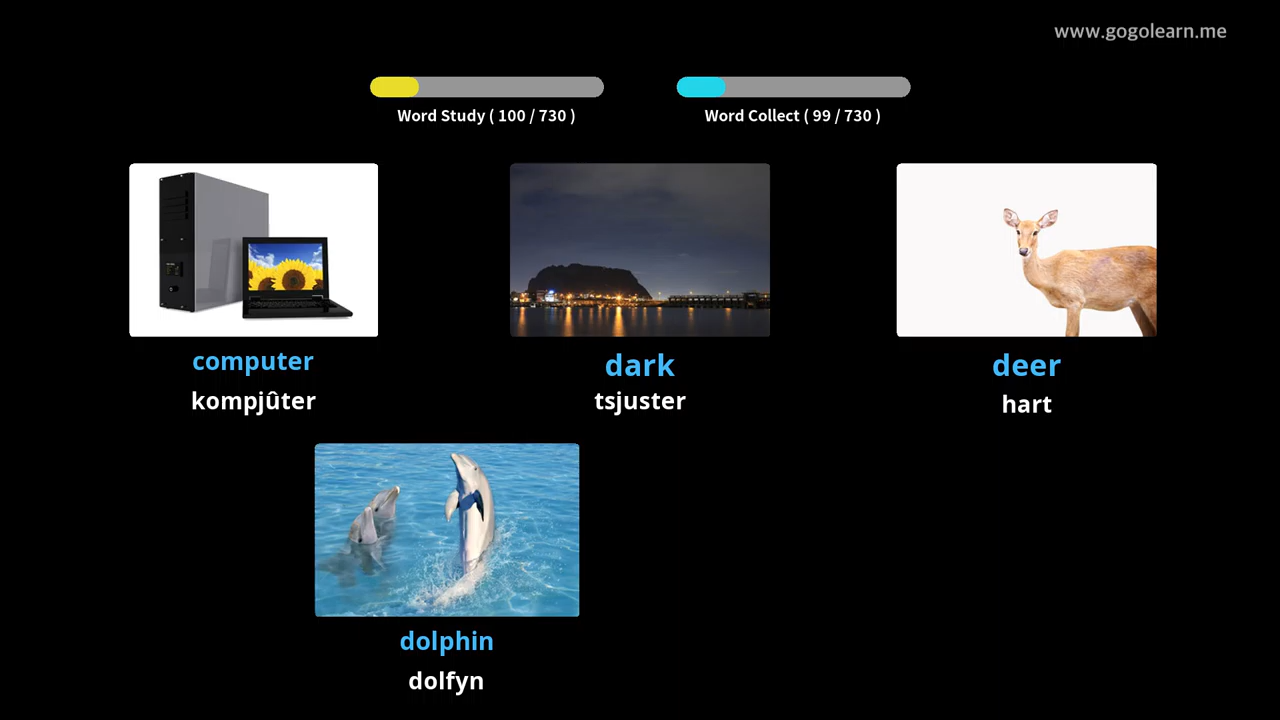 www.gogolearn.me
Word Study ( 100 / 730 )
Word Collect ( 99 / 730 )
computer
kompjûter
dark
tsjuster
deer
hart
dolphin
dolfyn